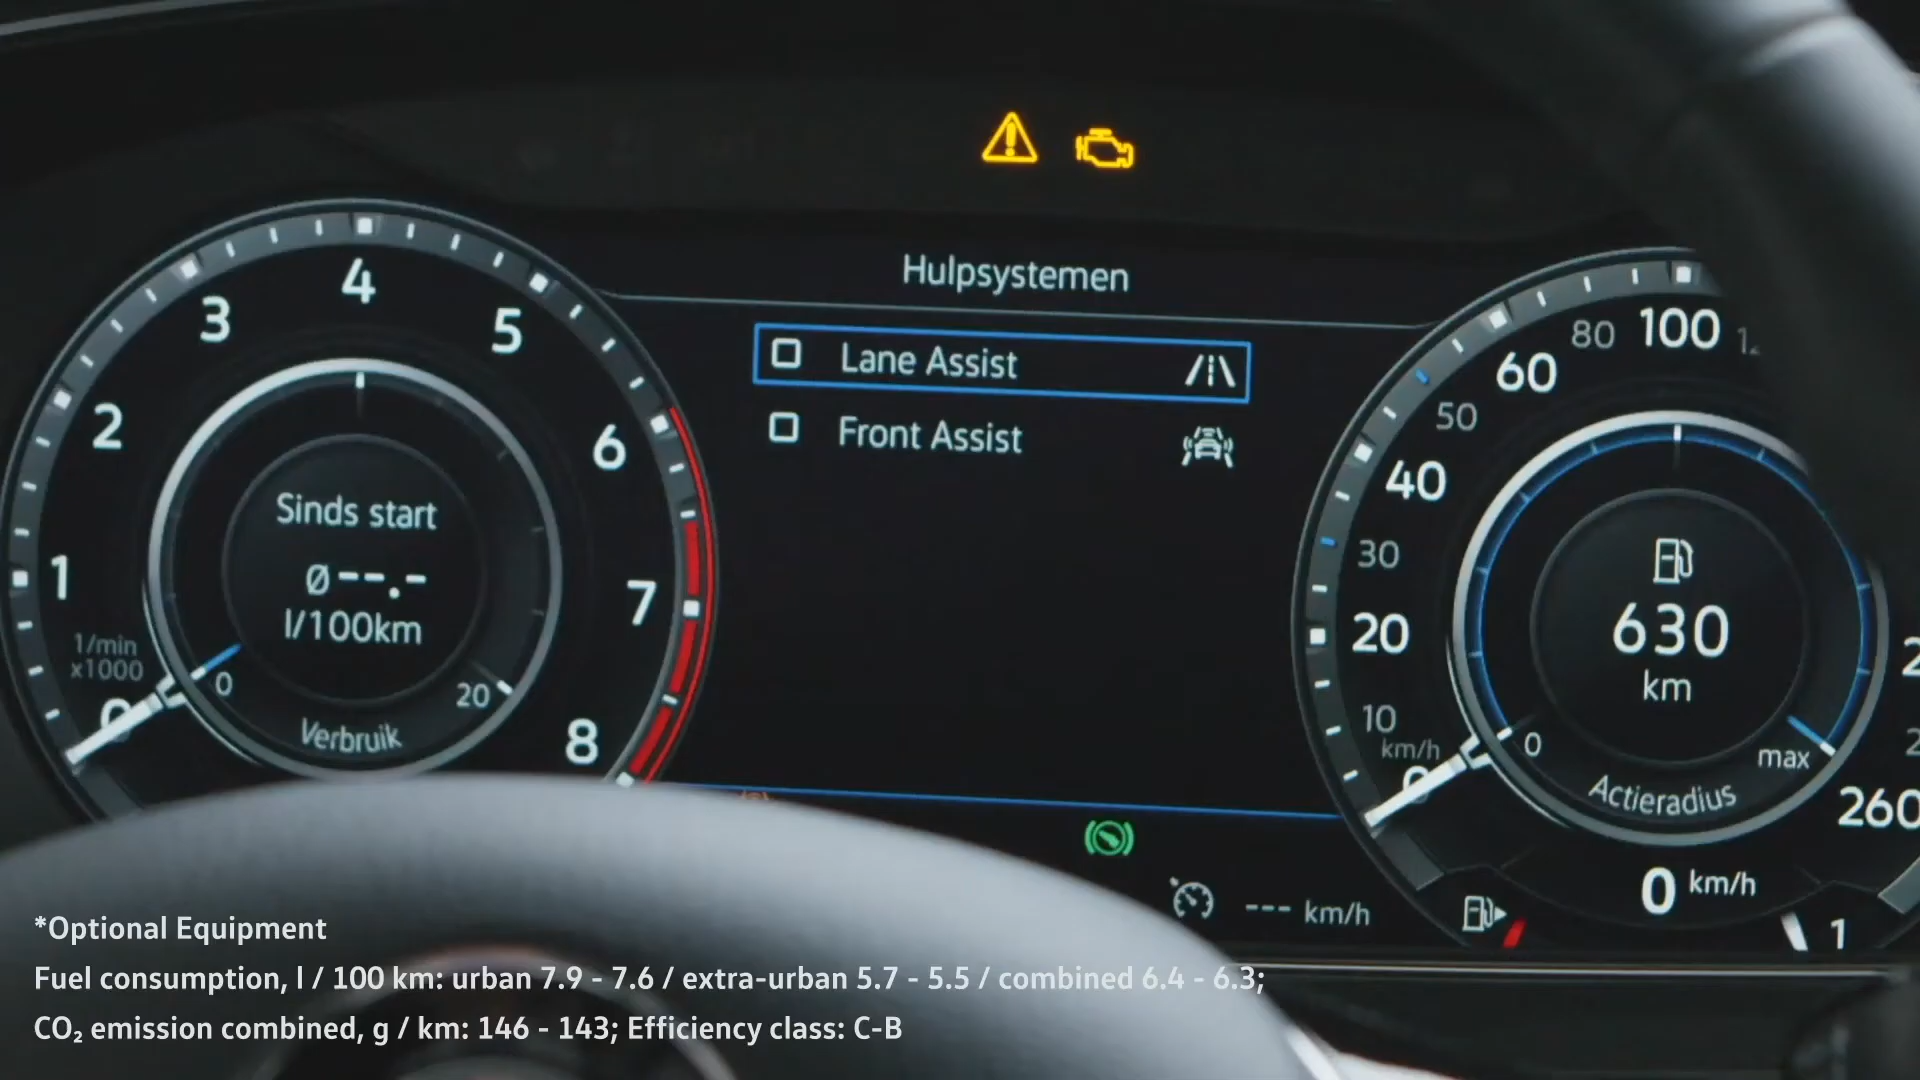 Hulpsystemen
Lane Assist
Front Assist
1
2
3
4
5
6
7
8
0
1/min
x1000
Sinds start
Ø--.-
l/100km
0
20
Verbruik
0
10
20
30
40
50
60
80
100
260
km/h
630
km
0
max
Actieradius
0 km/h
--- km/h
1
*Optional Equipment
Fuel consumption, l / 100 km: urban 7.9 - 7.6 / extra-urban 5.7 - 5.5 / combined 6.4 - 6.3;
CO₂ emission combined, g / km: 146 - 143; Efficiency class: C-B